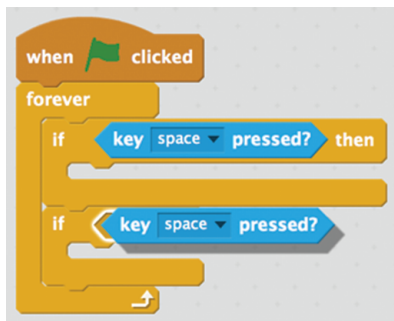 when clicked
forever
if key space pressed? then
if key space pressed?